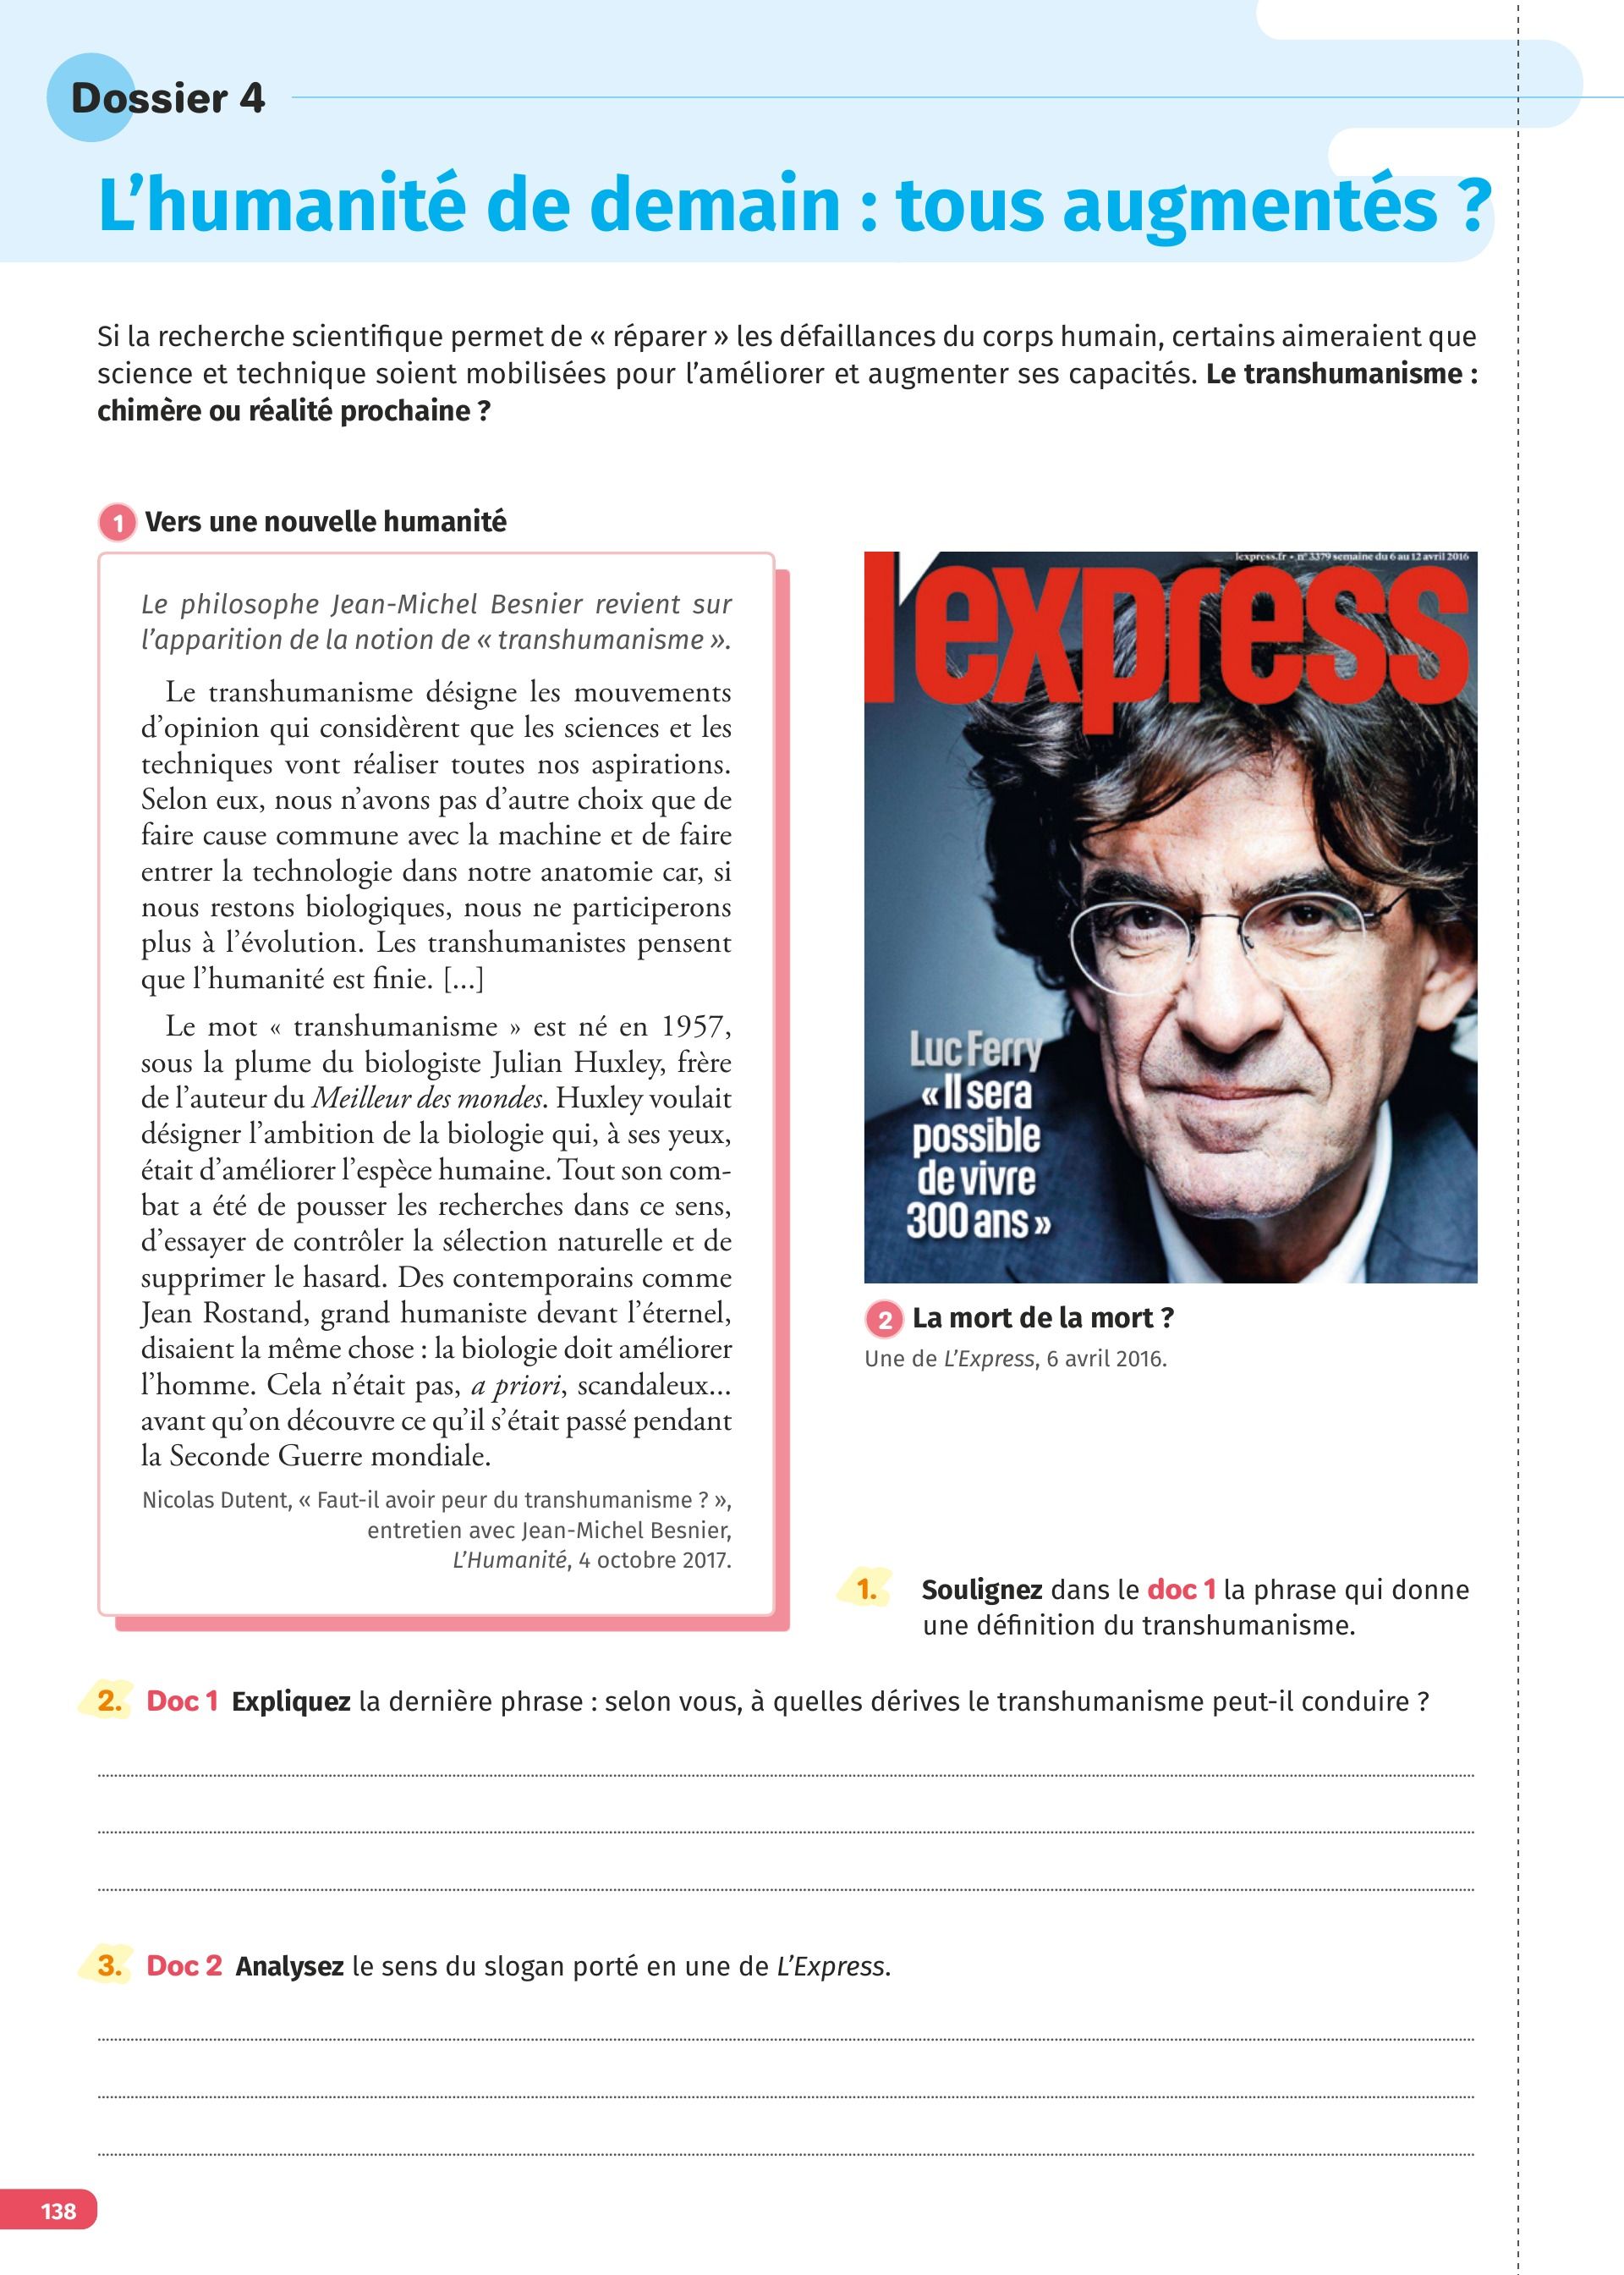 Dossier 4
L'humanité de demain : tous augmentés ?
Si la recherche scientifique permet de « réparer » les défaillances du corps humain, certains aimeraient que
science et technique soient mobilisées pour l'améliorer et augmenter ses capacités. Le transhumanisme :
chimère ou réalité prochaine ?
1 Vers une nouvelle humanité
Le philosophe Jean-Michel Besnier revient sur
l'apparition de la notion de « transhumanisme ».
Le transhumanisme désigne les mouvements
d'opinion qui considèrent que les sciences et les
techniques vont réaliser toutes nos aspirations.
Selon eux, nous n'avons pas d'autre choix que de
faire cause commune avec la machine et de faire
entrer la technologie dans notre anatomie car, si
nous restons biologiques, nous ne participerons
plus à l'évolution. Les transhumanistes pensent
que l'humanité est finie. [...]
Le mot « transhumanisme » est né en 1957,
sous la plume du biologiste Julian Huxley, frère
de l'auteur du Meilleur des mondes. Huxley voulait
désigner l'ambition de la biologie qui, à ses yeux,
était d'améliorer l'espèce humaine. Tout son com-
bat a été de pousser les recherches dans ce sens,
d'essayer de contrôler la sélection naturelle et de
supprimer le hasard. Des contemporains comme
Jean Rostand, grand humaniste devant l'éternel,
disaient la même chose : la biologie doit améliorer
l'homme. Cela n'était pas, a priori, scandaleux...
avant qu'on découvre ce qu'il s'était passé pendant
la Seconde Guerre mondiale.
Nicolas Dutent, « Faut-il avoir peur du transhumanisme ? »,
entretien avec Jean-Michel Besnier,
L'Humanité, 4 octobre 2017.
lexpress.fr • n° 3379 semaine du 6 au 12 avril 2016
l'express
Luc Ferry
« Il sera
possible
de vivre
300 ans »
2 La mort de la mort ?
Une de L'Express, 6 avril 2016.
1. Soulignez dans le doc 1 la phrase qui donne
une définition du transhumanisme.
2. Doc 1 Expliquez la dernière phrase : selon vous, à quelles dérives le transhumanisme peut-il conduire ?
3. Doc 2 Analysez le sens du slogan porté en une de L'Express.
138